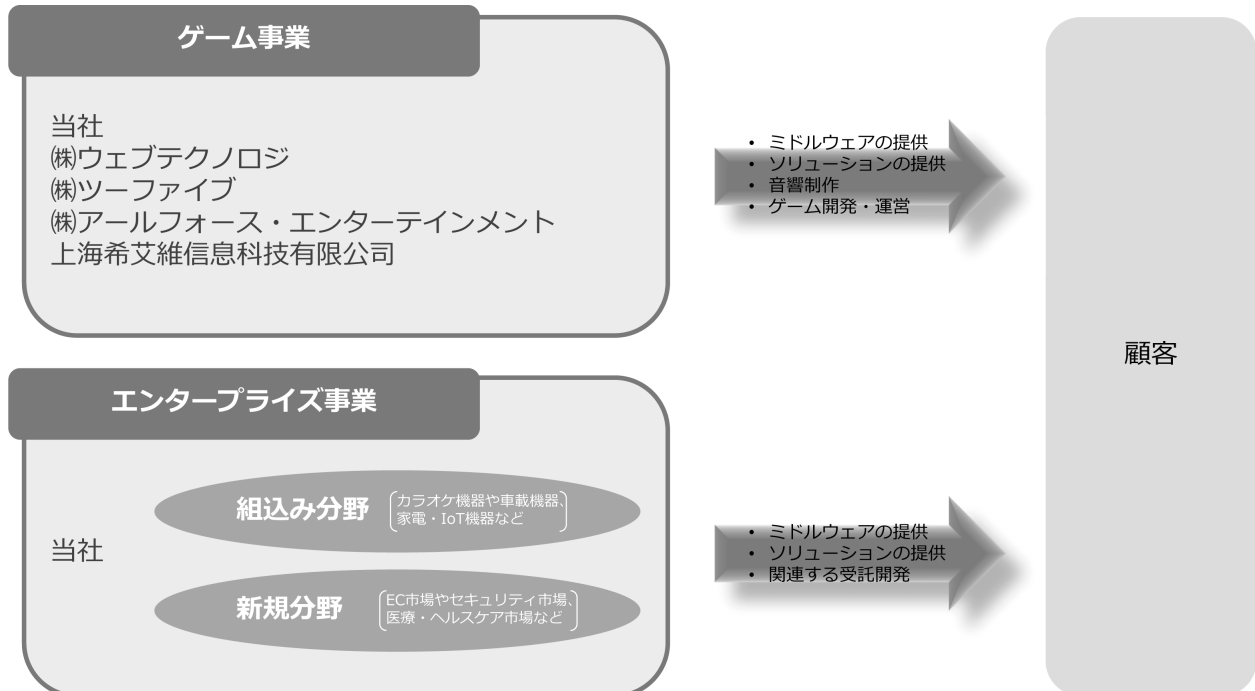 ゲーム事業
当社
㈱ウェブテクノロジ
㈱ツーファイブ
㈱アールフォース・エンターテインメント
上海希艾維信息科技有限公司
• ミドルウェアの提供
• ソリューションの提供
• 音響制作
• ゲーム開発・運営
顧客
エンタープライズ事業
当社
組込み分野
カラオケ機器や車載機器、
家電・IoT機器など
新規分野
EC市場やセキュリティ市場、
医療・ヘルスケア市場など
• ミドルウェアの提供
• ソリューションの提供
• 関連する受託開発